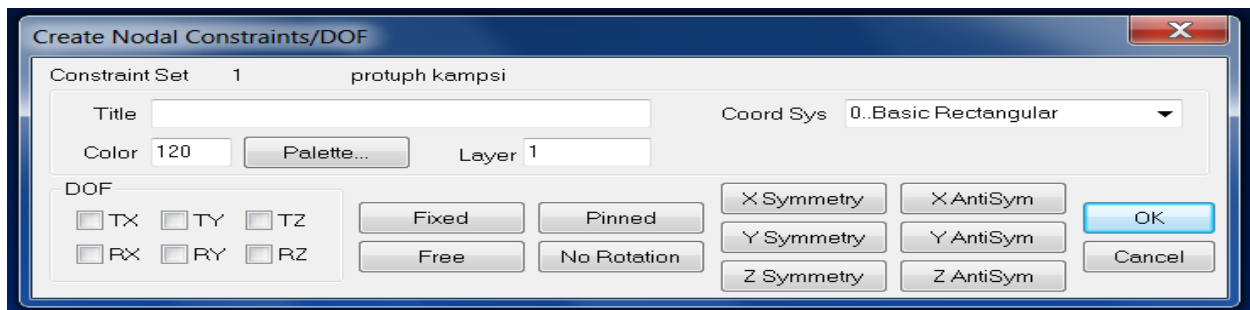 Create Nodal Constraints/DOF
Constraint Set 1 protuph kampsi
Title Coord Sys 0..Basic Rectangular
Color 120 Palette... Layer 1
DOF
TX TY TZ
RX RY RZ
Fixed Pinned
Free No Rotation
X Symmetry X AntiSym
Y Symmetry Y AntiSym
Z Symmetry Z AntiSym
OK
Cancel